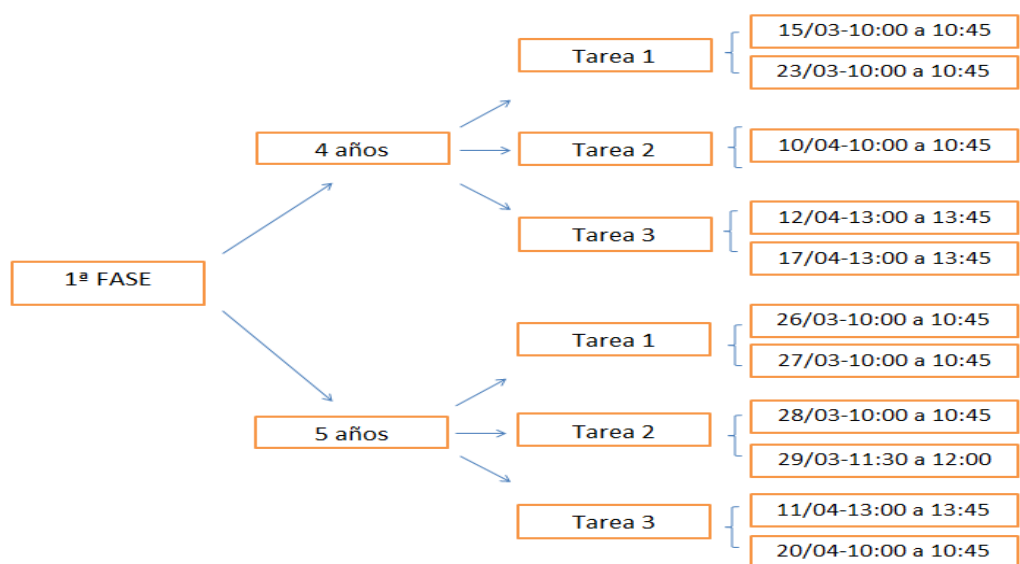 1ª FASE
4 años
Tarea 1
15/03-10:00 a 10:45
23/03-10:00 a 10:45
Tarea 2
10/04-10:00 a 10:45
Tarea 3
12/04-13:00 a 13:45
17/04-13:00 a 13:45
5 años
Tarea 1
26/03-10:00 a 10:45
27/03-10:00 a 10:45
Tarea 2
28/03-10:00 a 10:45
29/03-11:30 a 12:00
Tarea 3
11/04-13:00 a 13:45
20/04-10:00 a 10:45